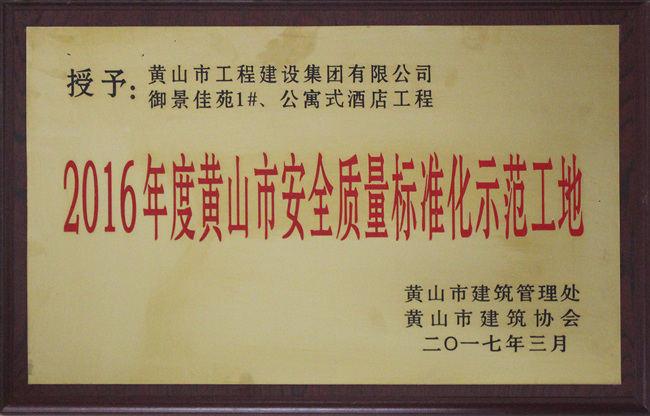 授予:
黄山市工程建设集团有限公司
御景佳苑1#、公寓式酒店工程
2016年度黄山市安全质量标准化示范工地
黄山市建筑管理处
黄山市建筑协会
二〇一七年三月